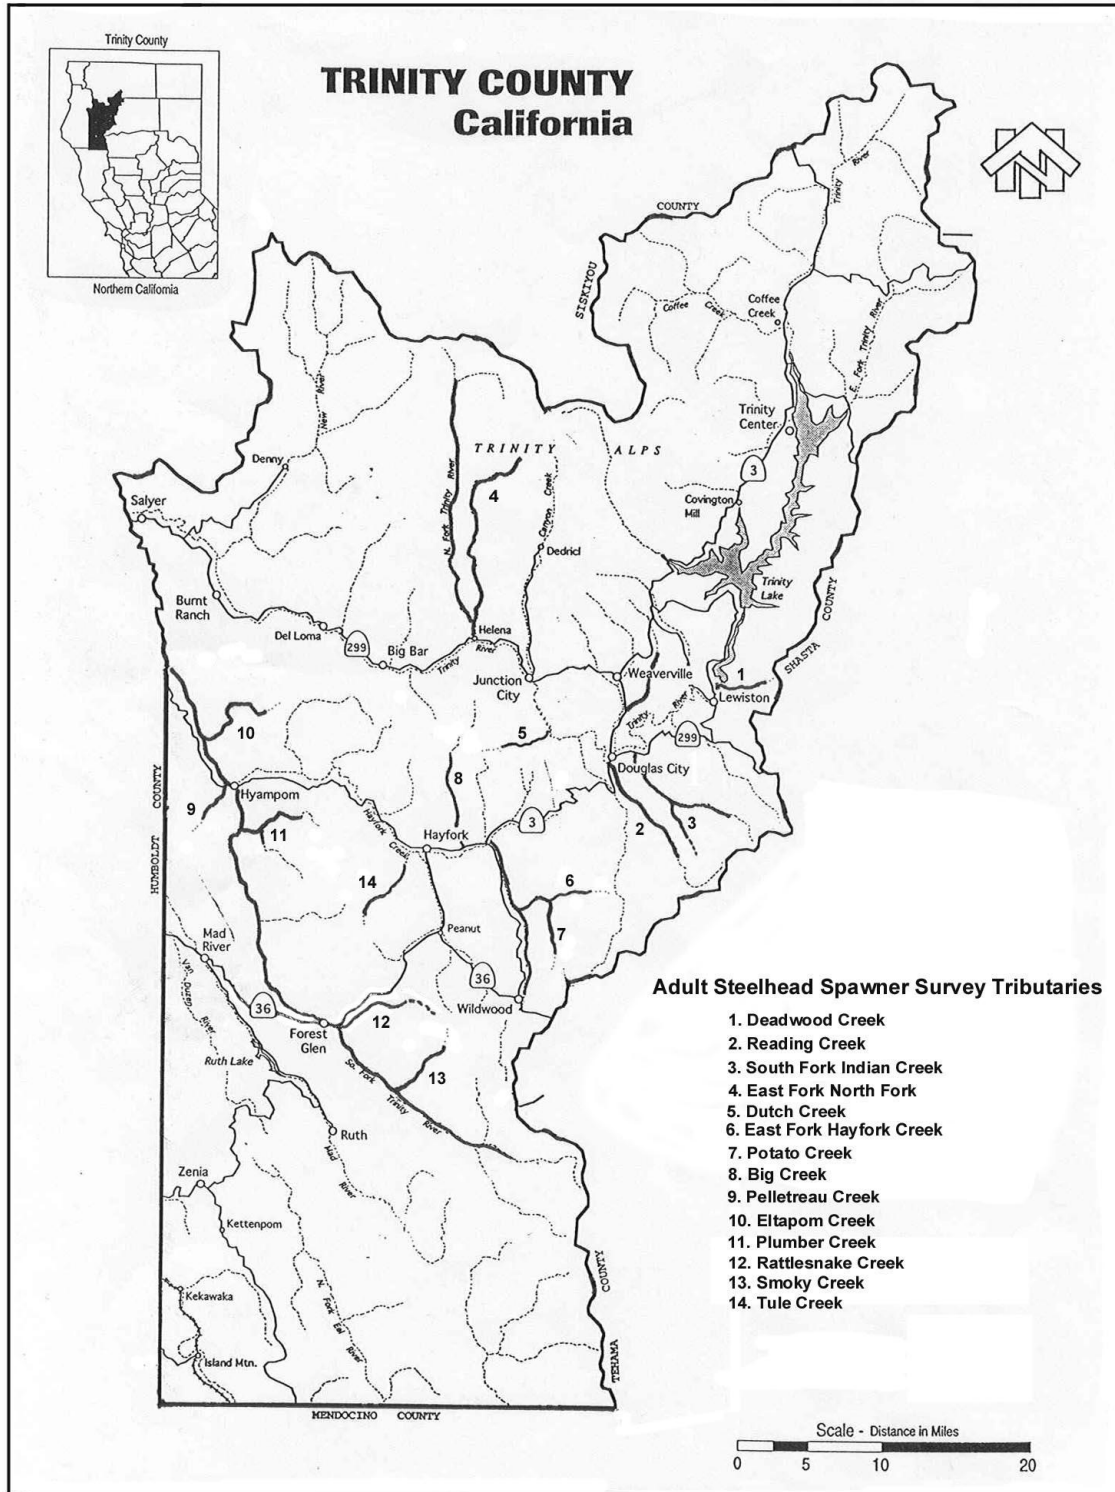 Trinity County
Northern California
TRINITY COUNTY
California
COUNTY
SISKIYOU
Trinity
River
Coffee
Creek
Coffee
Creek
E. Fork Trinity River
Trinity
Center
TRINITY ALPS
3
Covington
Mill
New
River
Denny
Salyer
N. Fork Trinity River
4
Canyon Creek
Dedricl
Trinity
Lake
COUNTY
SHASTA
Burnt
Ranch
Del Loma
299
Big Bar
Trinity
River
Helena
Junction
City
Weaverville
1
Lewiston
Trinity
River
299
10
5
Douglas City
8
HUMBOLDT COUNTY
Hyampom
9
11
Hayfork
Creek
Hayfork
3
2
3
14
6
7
Peanut
Mad
River
36
Wildwood
Van Duzen
River
36
Forest
Glen
12
Ruth Lake
13
So. Fork
Trinity
River
Ruth
Mad
River
Zenia
Kettenpom
Kekawaka
Island Mtn.
N. Fork Eel
River
COUNTY
TEHAMA
MENDOCINO COUNTY
Adult Steelhead Spawner Survey Tributaries
1. Deadwood Creek
2. Reading Creek
3. South Fork Indian Creek
4. East Fork North Fork
5. Dutch Creek
6. East Fork Hayfork Creek
7. Potato Creek
8. Big Creek
9. Pelletreau Creek
10. Eltapom Creek
11. Plumber Creek
12. Rattlesnake Creek
13. Smoky Creek
14. Tule Creek
Scale - Distance in Miles
0 5 10 20